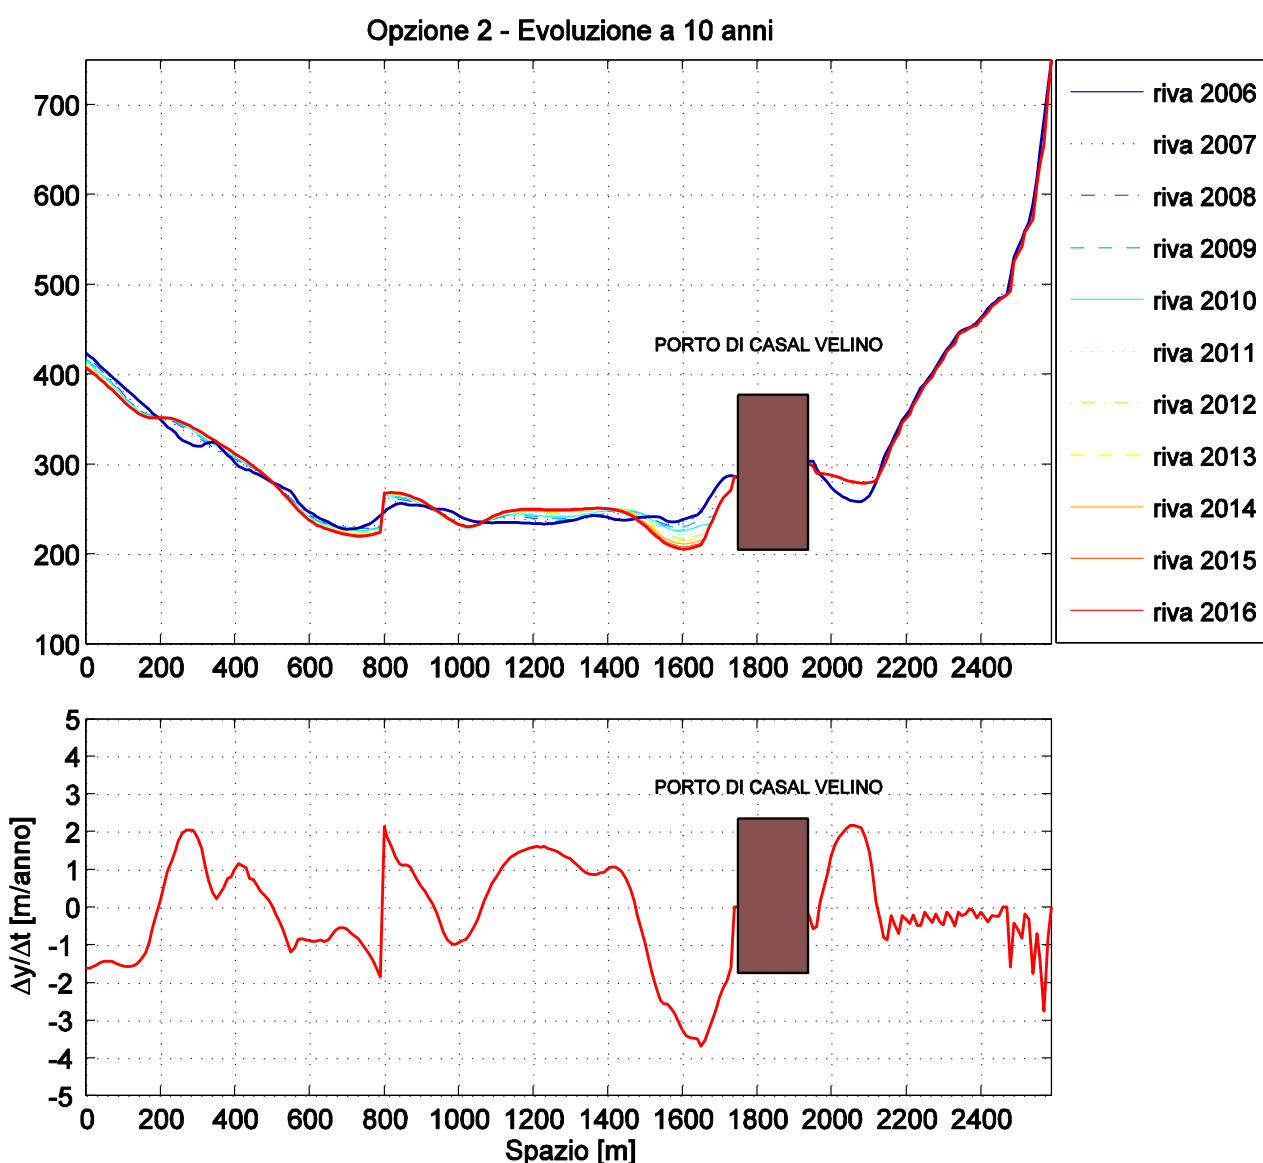 Opzione 2 - Evoluzione a 10 anni
700
600
500
400
300
200
100
0 200 400 600 800 1000 1200 1400 1600 1800 2000 2200 2400
PORTO DI CASAL VELINO
riva 2006
riva 2007
riva 2008
riva 2009
riva 2010
riva 2011
riva 2012
riva 2013
riva 2014
riva 2015
riva 2016
5
4
3
2
1
0
-1
-2
-3
-4
-5
Δy/Δt [m/anno]
PORTO DI CASAL VELINO
0 200 400 600 800 1000 1200 1400 1600 1800 2000 2200 2400
Spazio [m]